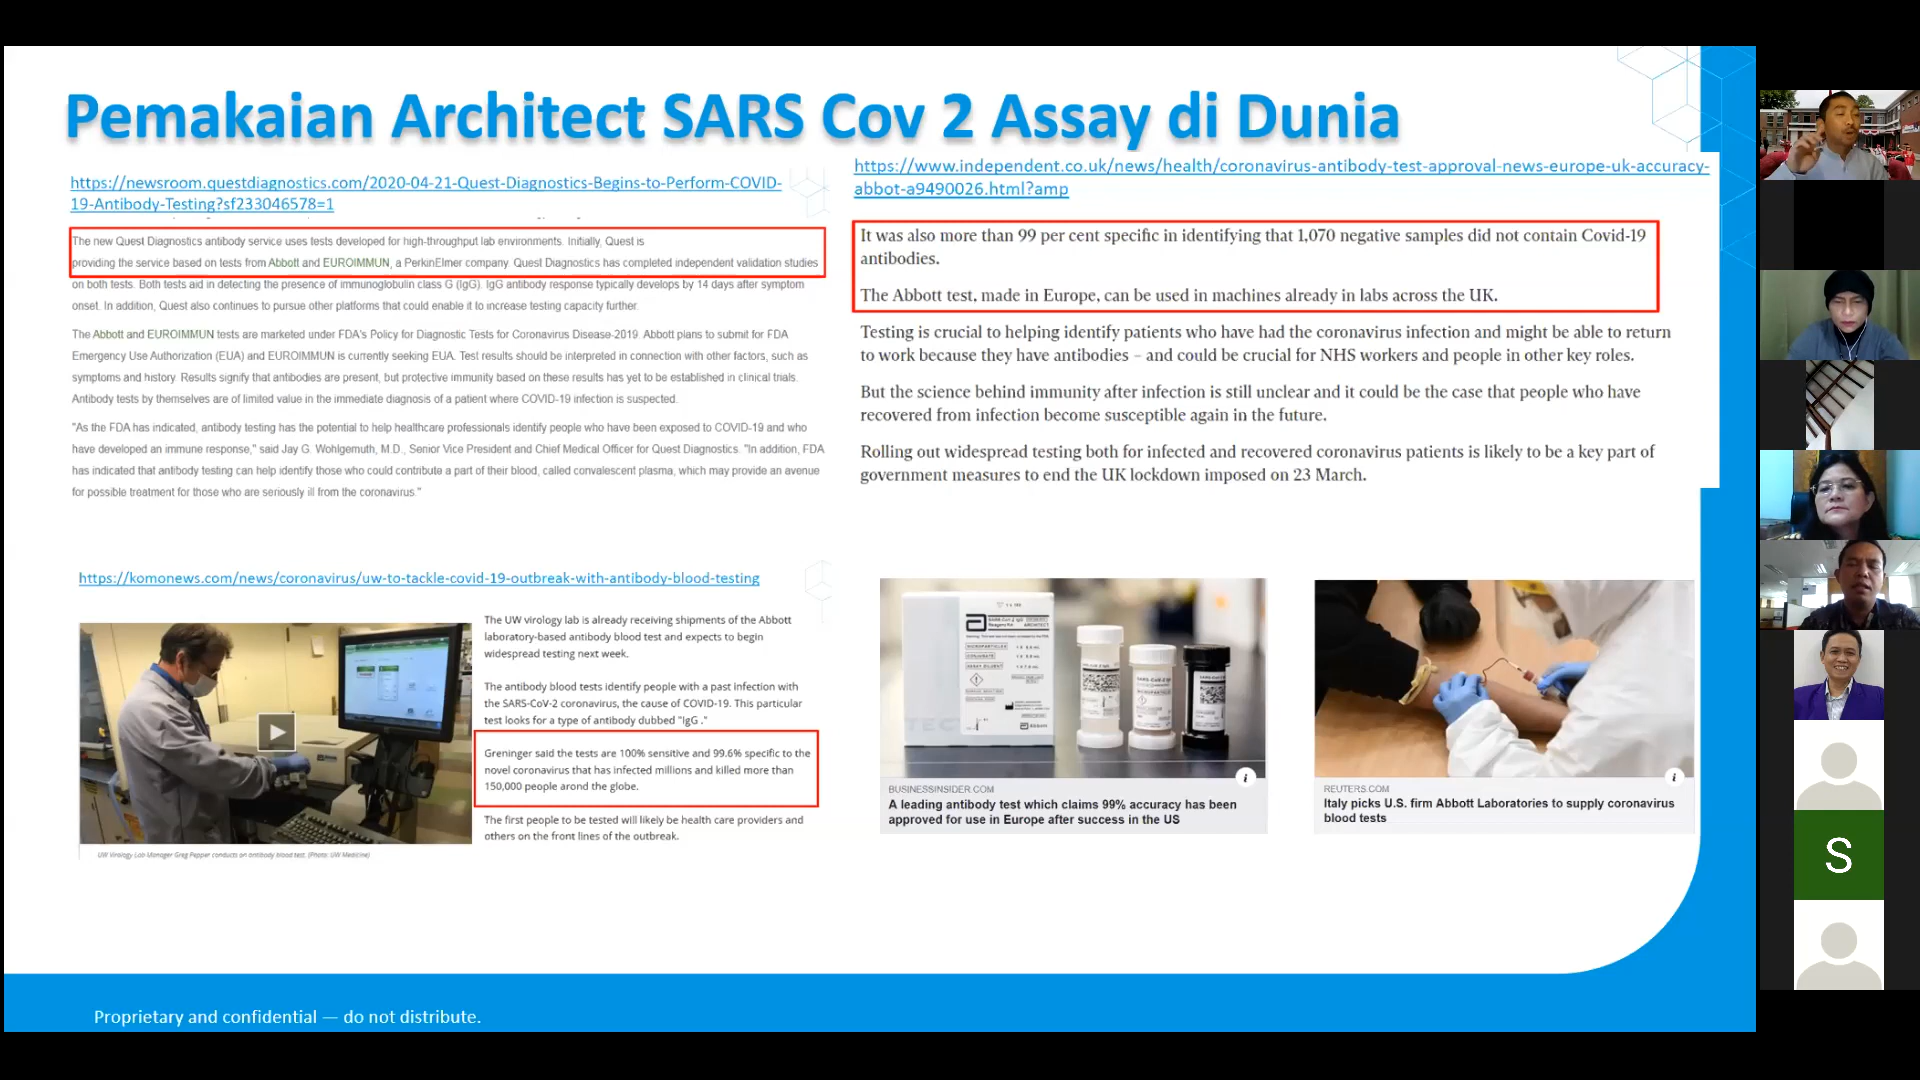 Pemakaian Architect SARS Cov 2 Assay di Dunia
https://newsroom.questdiagnostics.com/2020-04-21-Quest-Diagnostics-Begins-to-Perform-COVID-
19-Antibody-Testing?sf233046578=1
The new Quest Diagnostics antibody service uses tests developed for high-throughput lab environments. Initially, Quest is
providing the service based on tests from Abbott and EUROIMMUN, a PerkinElmer company. Quest Diagnostics has completed independent validation studies
on both tests. Both tests aid in detecting the presence of immunoglobulin class G (IgG). IgG antibody response typically develops by 14 days after symptom
onset. In addition, Quest also continues to pursue other platforms that could enable it to increase testing capacity further.
The Abbott and EUROIMMUN tests are marketed under FDA's Policy for Diagnostic Tests for Coronavirus Disease-2019. Abbott plans to submit for FDA
Emergency Use Authorization (EUA) and EUROIMMUN is currently seeking EUA. Test results should be interpreted in connection with other factors, such as
symptoms and history. Results signify that antibodies are present, but protective immunity based on these results has yet to be established in clinical trials.
Antibody tests by themselves are of limited value in the immediate diagnosis of a patient where COVID-19 infection is suspected.
"As the FDA has indicated, antibody testing has the potential to help healthcare professionals identify people who have been exposed to COVID-19 and who
have developed an immune response," said Jay G. Wohlgemuth, M.D., Senior Vice President and Chief Medical Officer for Quest Diagnostics. "In addition, FDA
has indicated that antibody testing can help identify those who could contribute a part of their blood, called convalescent plasma, which may provide an avenue
for possible treatment for those who are seriously ill from the coronavirus."
https://www.independent.co.uk/news/health/coronavirus-antibody-test-approval-news-europe-uk-accuracy-
abbot-a9490026.html?amp
It was also more than 99 per cent specific in identifying that 1,070 negative samples did not contain Covid-19
antibodies.
The Abbott test, made in Europe, can be used in machines already in labs across the UK.
Testing is crucial to helping identify patients who have had the coronavirus infection and might be able to return
to work because they have antibodies – and could be crucial for NHS workers and people in other key roles.
But the science behind immunity after infection is still unclear and it could be the case that people who have
recovered from infection become susceptible again in the future.
Rolling out widespread testing both for infected and recovered coronavirus patients is likely to be a key part of
government measures to end the UK lockdown imposed on 23 March.
https://komonews.com/news/coronavirus/uw-to-tackle-covid-19-outbreak-with-antibody-blood-testing
The UW virology lab is already receiving shipments of the Abbott
laboratory-based antibody blood test and expects to begin
widespread testing next week.
The antibody blood tests identify people with a past infection with
the SARS-CoV-2 coronavirus, the cause of COVID-19. This particular
test looks for a type of antibody dubbed "IgG ."
Greninger said the tests are 100% sensitive and 99.6% specific to the
novel coronavirus that has infected millions and killed more than
150,000 people arond the globe.
The first people to be tested will likely be health care providers and
others on the front lines of the outbreak.
UW Virology Lab Manager Greg Pepper conducts an antibody blood test. (Photo: UW Medicine)
SARS-CoV-2 IgG
Reagent Kit ARCHITECT
MICROPARTICLES
CONJUGATE
ASSAY DILUENT
BUSINESSINSIDER.COM
A leading antibody test which claims 99% accuracy has been
approved for use in Europe after success in the US
REUTERS.COM
Italy picks U.S. firm Abbott Laboratories to supply coronavirus
blood tests
Proprietary and confidential — do not distribute.
S